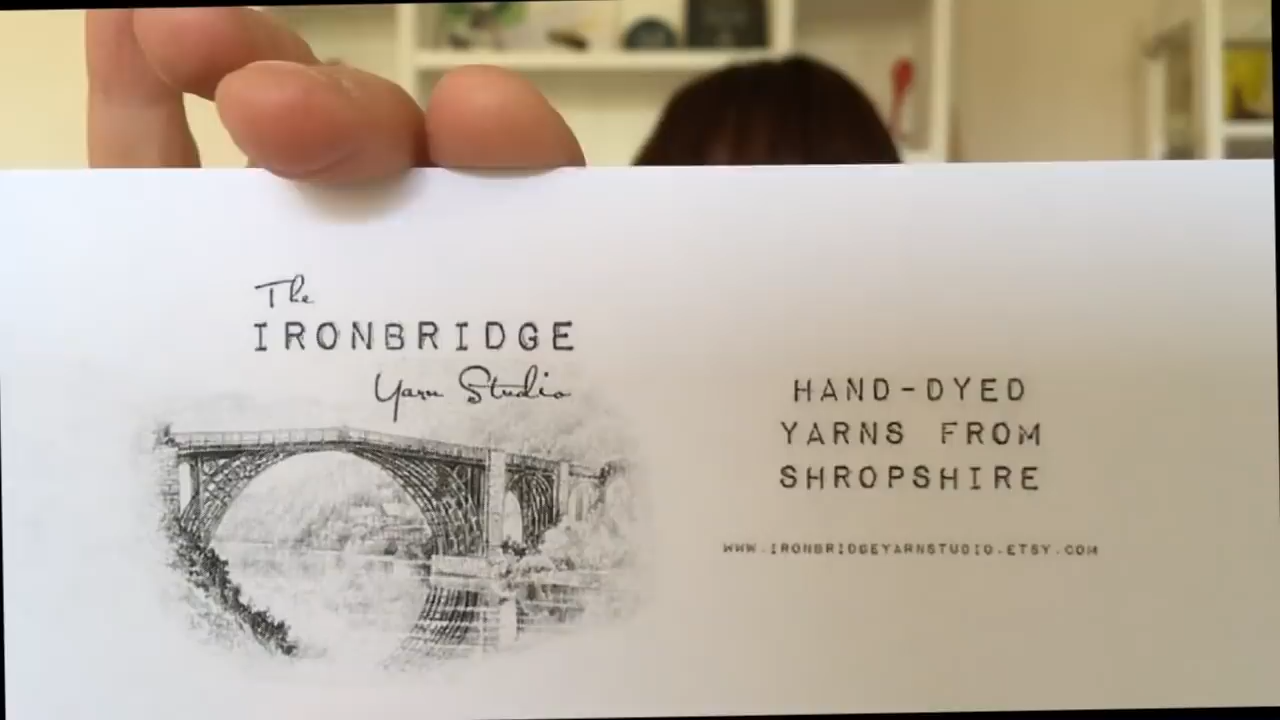 The
IRONBRIDGE
Yarn Studio
HAND-DYED
YARNS FROM
SHROPSHIRE
WWW.IRONBRIDGEYARNSTUDIO.ETSY.COM